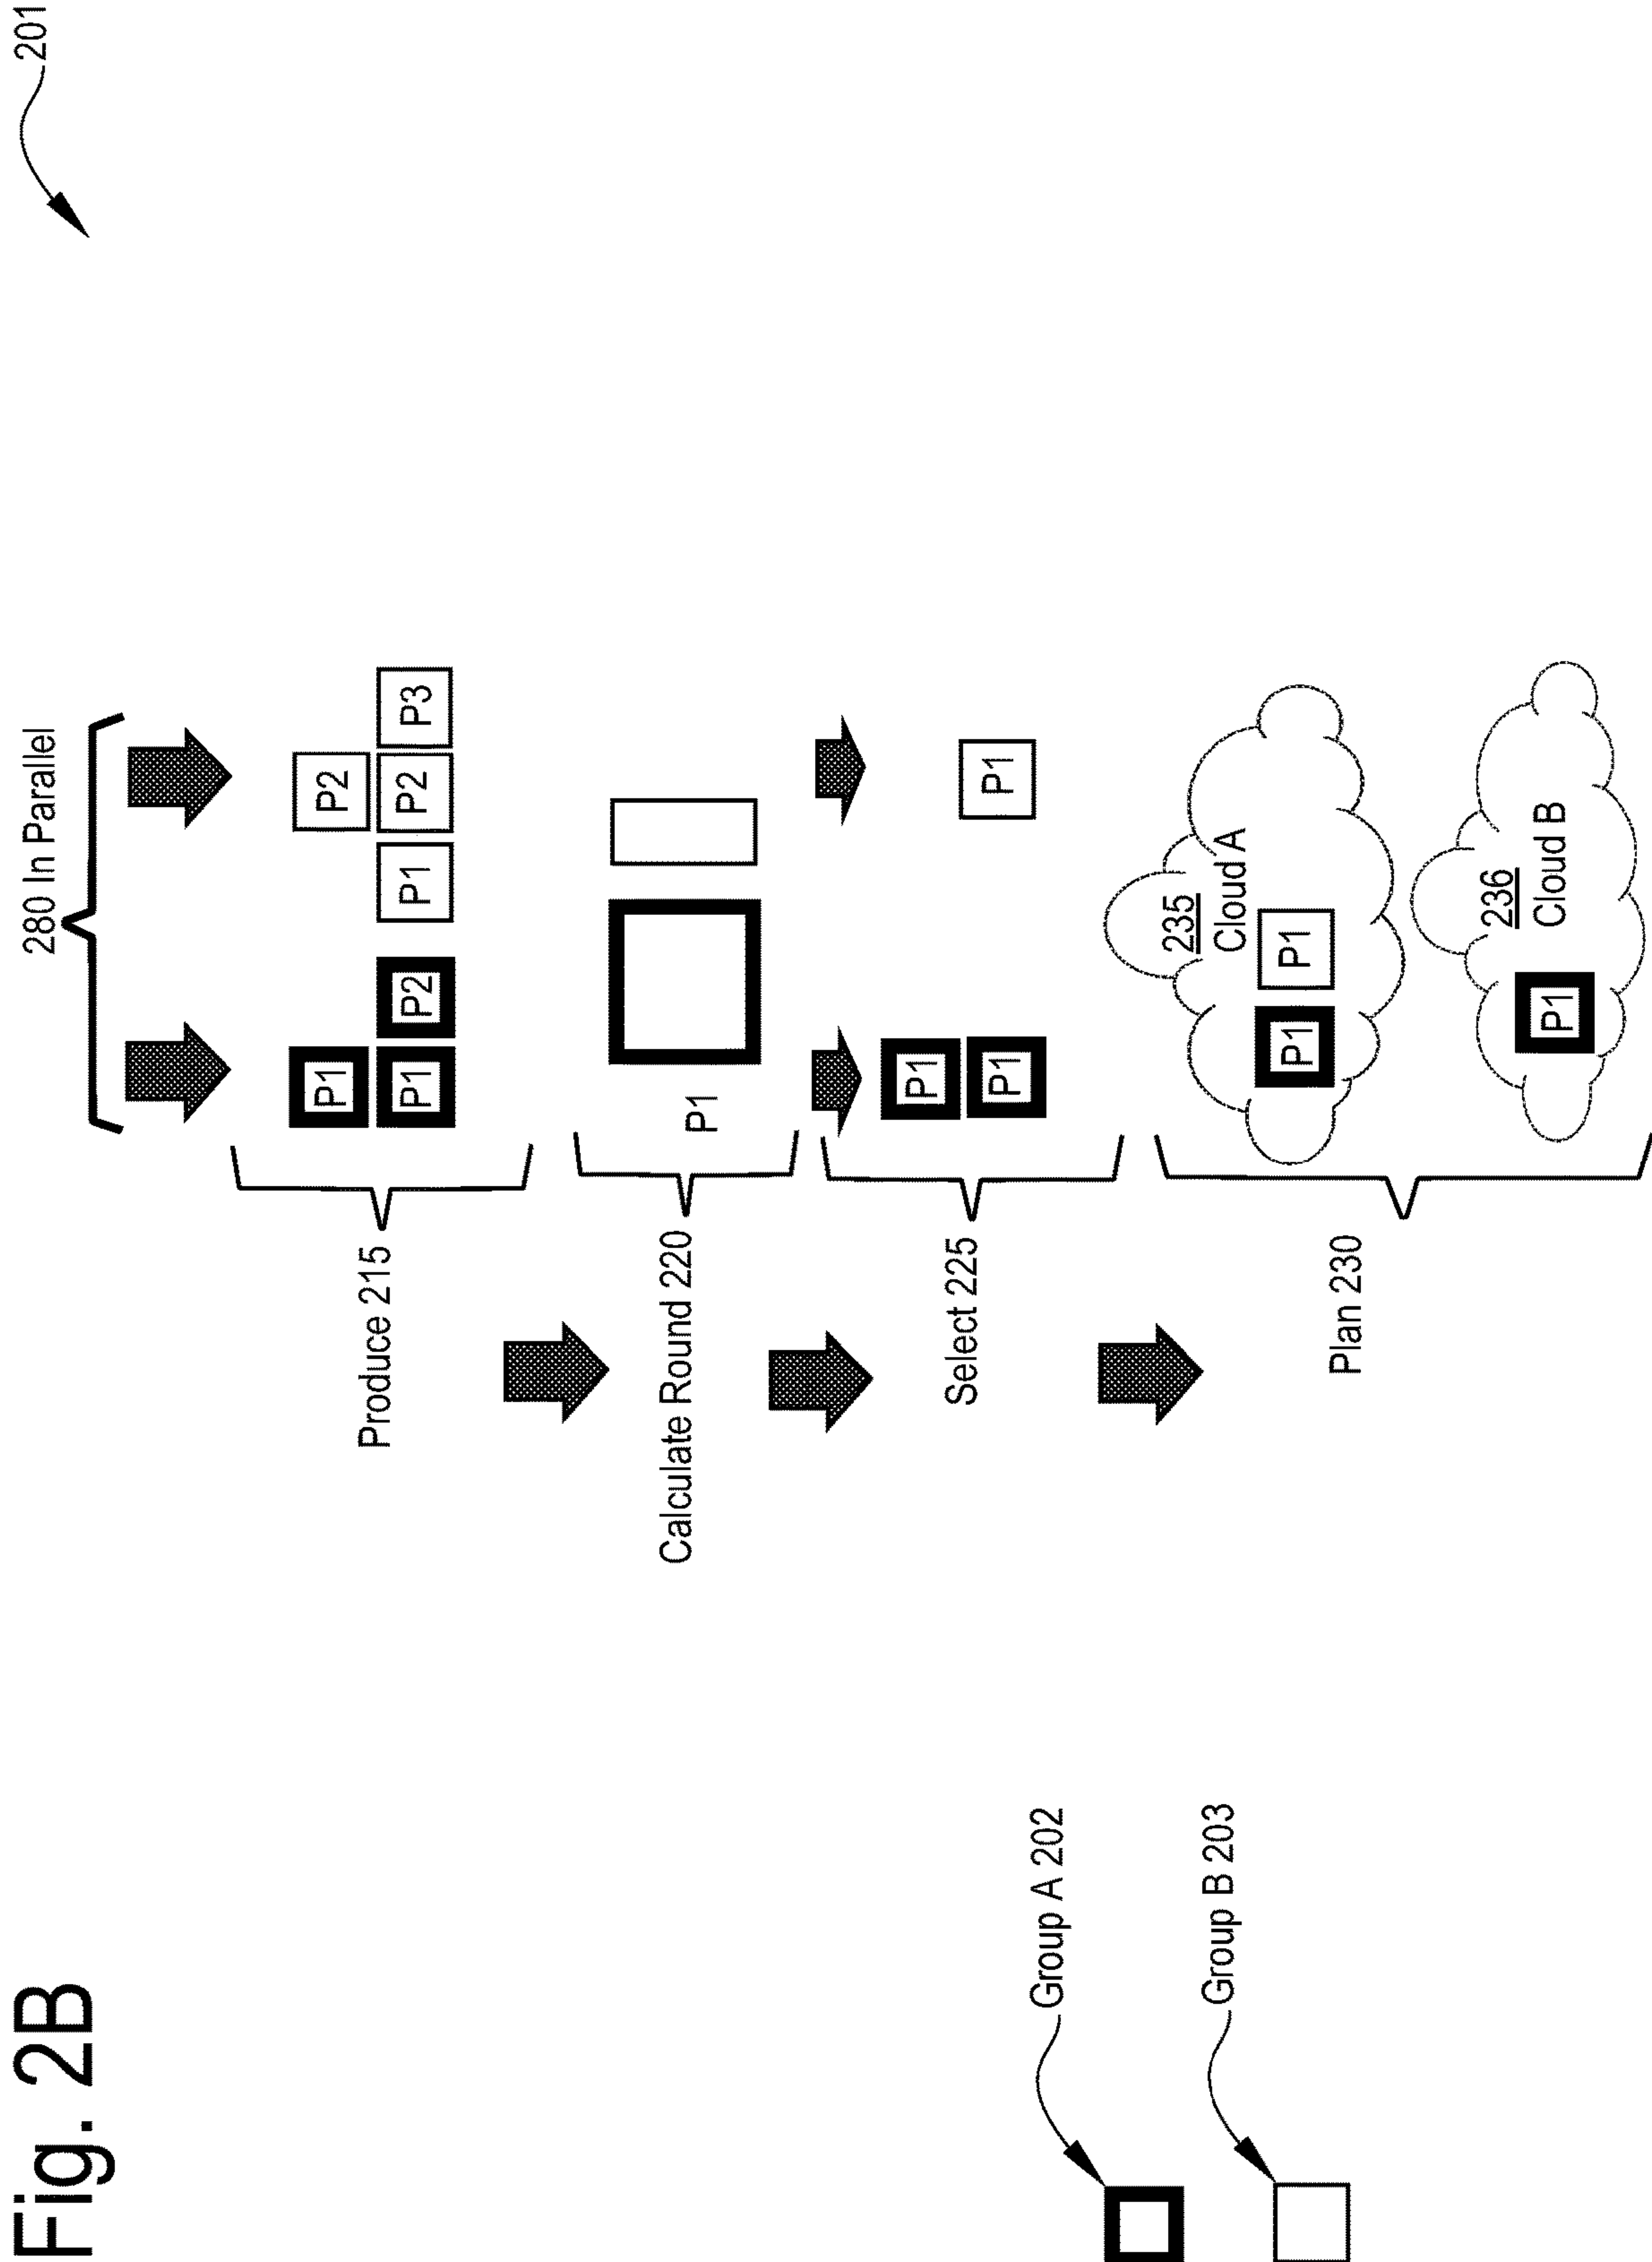 Fig. 2B
201
280 In Parallel
Produce 215
P1
P2
P1
P2
P1
P2
P3
Calculate Round 220
P1
Select 225
P1
P1
P1
Plan 230
235
Cloud A
P1
P1
236
Cloud B
P1
Group A 202
Group B 203